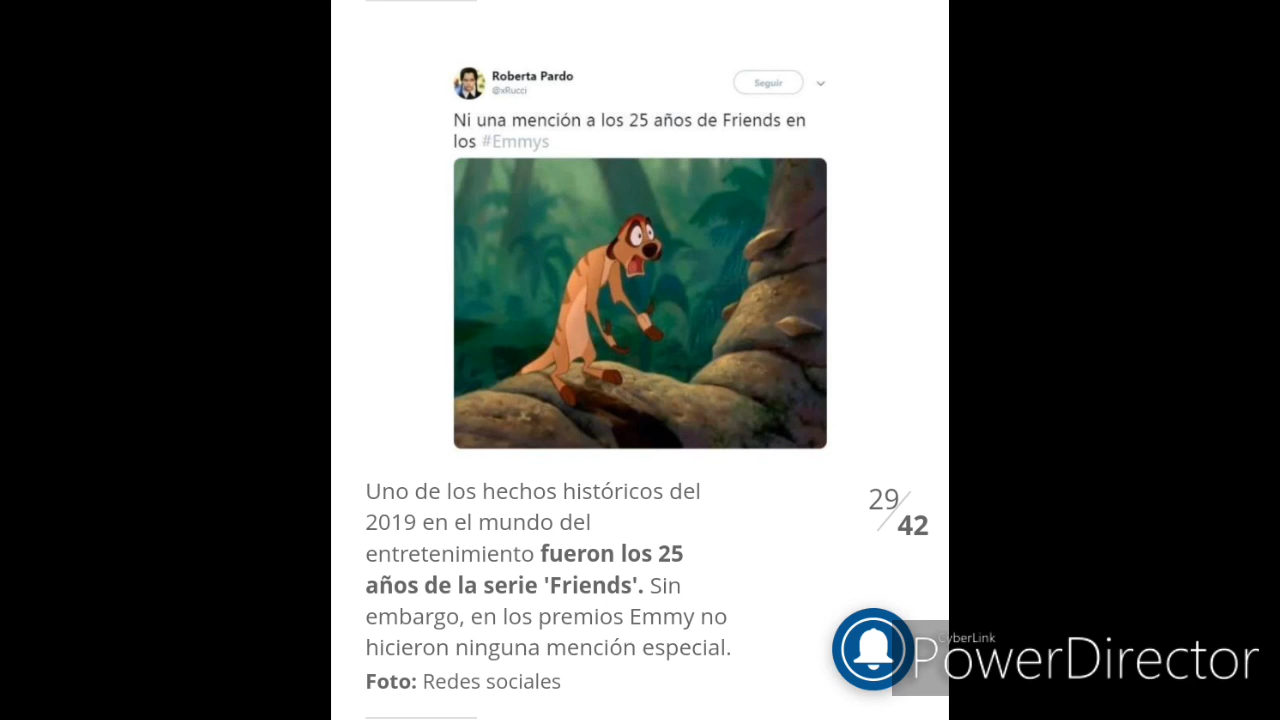 Roberta Pardo
@xRucci
Seguir
Ni una mención a los 25 años de Friends en
los #Emmys
Uno de los hechos históricos del
2019 en el mundo del
entretenimiento fueron los 25
años de la serie 'Friends'. Sin
embargo, en los premios Emmy no
hicieron ninguna mención especial.
Foto: Redes sociales
29/42
CyberLink
PowerDirector